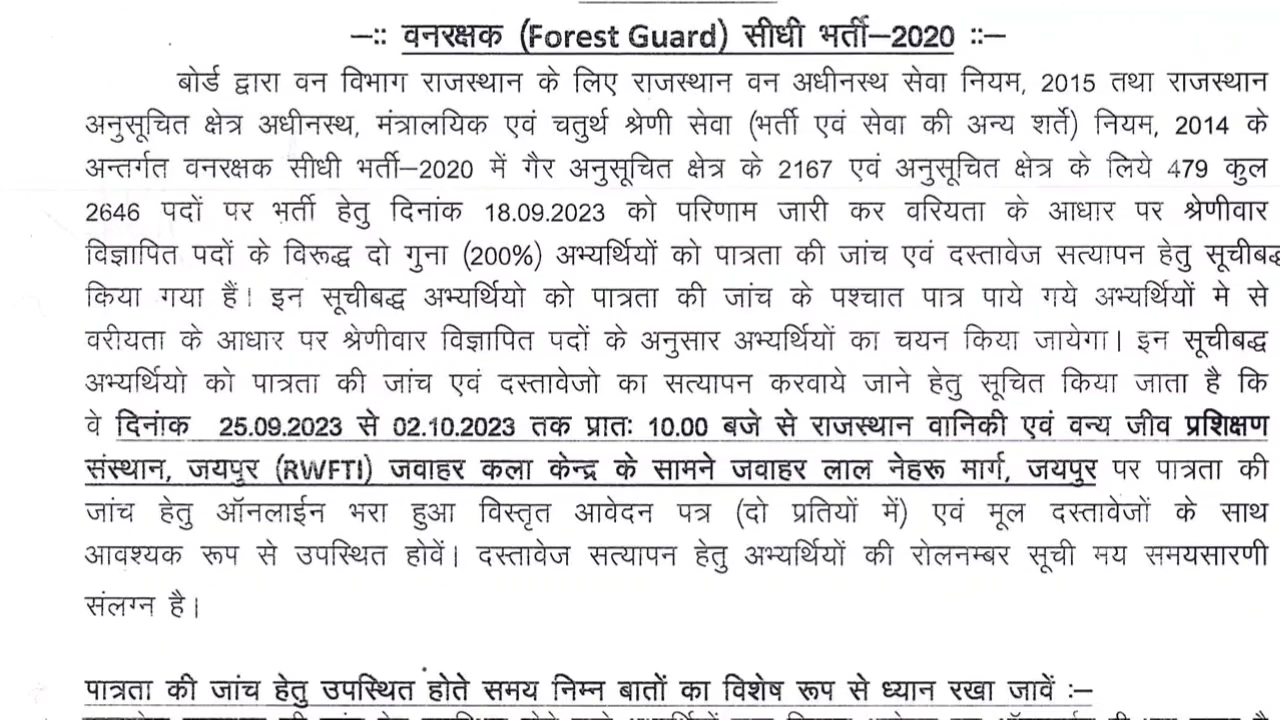 —:: वनरक्षक (Forest Guard) सीधी भर्ती—2020 ::—
बोर्ड द्वारा वन विभाग राजस्थान के लिए राजस्थान वन अधीनस्थ सेवा नियम, 2015 तथा राजस्थान
अनुसूचित क्षेत्र अधीनस्थ, मंत्रालयिक एवं चतुर्थ श्रेणी सेवा (भर्ती एवं सेवा की अन्य शर्ते) नियम, 2014 के
अन्तर्गत वनरक्षक सीधी भर्ती—2020 में गैर अनुसूचित क्षेत्र के 2167 एवं अनुसूचित क्षेत्र के लिये 479 कुल
2646 पदों पर भर्ती हेतु दिनांक 18.09.2023 को परिणाम जारी कर वरियता के आधार पर श्रेणीवार
विज्ञापित पदों के विरूद्ध दो गुना (200%) अभ्यर्थियों को पात्रता की जांच एवं दस्तावेज सत्यापन हेतु
किया गया हैं। इन सूचीबद्ध अभ्यर्थियो को पात्रता की जांच के पश्चात पात्र पाये गये अभ्यर्थियों मे से
वरीयता के आधार पर श्रेणीवार विज्ञापित पदों के अनुसार अभ्यर्थियों का चयन किया जायेगा। इन सूचीबद्ध
अभ्यर्थियो को पात्रता की जांच एवं दस्तावेजो का सत्यापन करवाये जाने हेतु सूचित किया जाता है कि
वे दिनांक 25.09.2023 से 02.10.2023 तक प्रातः 10.00 बजे से राजस्थान वानिकी एवं वन्य जीव प्रशिक्षण
संस्थान, जयपुर (RWFTI) जवाहर कला केन्द्र के सामने जवाहर लाल नेहरू मार्ग, जयपुर पर पात्रता की
जांच हेतु ऑनलाईन भरा हुआ विस्तृत आवेदन पत्र (दो प्रतियों में) एवं मूल दस्तावेजों के साथ
आवश्यक रूप से उपस्थित होवें। दस्तावेज सत्यापन हेतु अभ्यर्थियों की रोलनम्बर सूची मय समयसारणी
संलग्न है।
पात्रता की जांच हेतु उपस्थित होते समय निम्न बातों का विशेष रूप से ध्यान रखा जावें :—